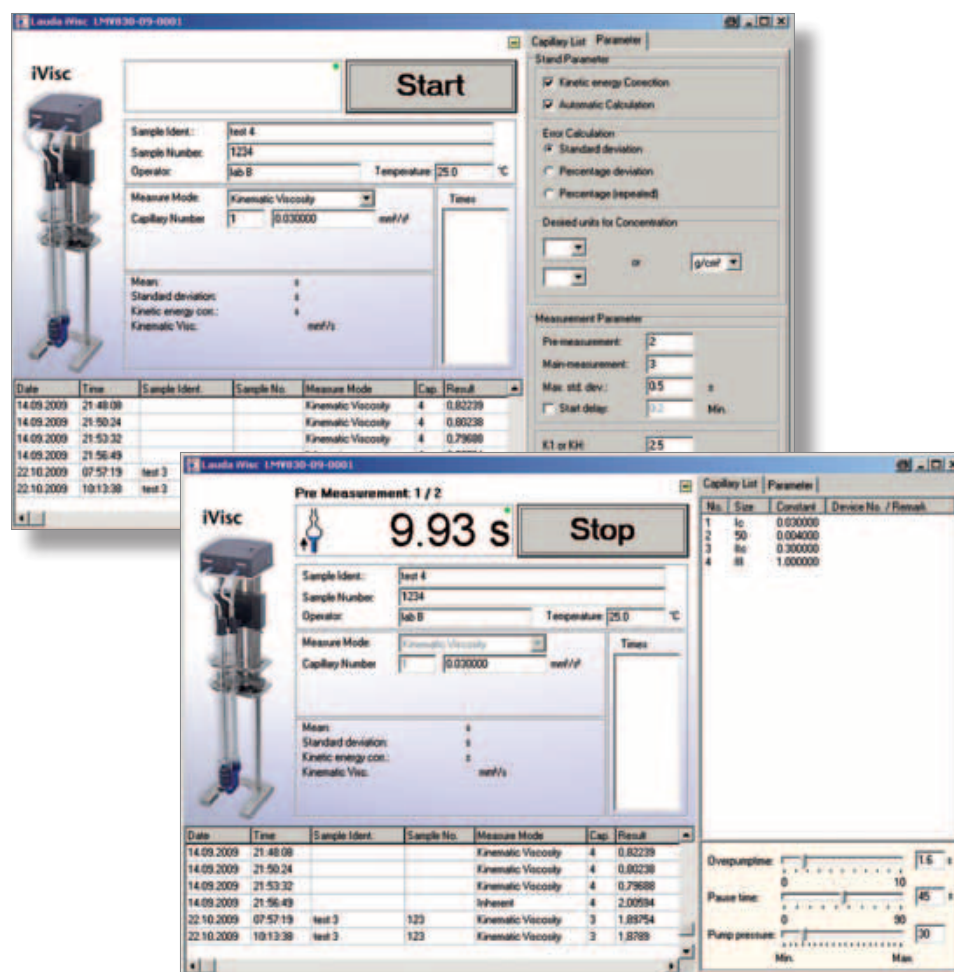 Lauda iVisc LMV830-09-0001
iVisc
Start
Sample Ident.: test 4
Sample Number: 1234
Operator: lab B Temperature: 25.0 °C
Measure Mode: Kinematic Viscosity Times
Capillary Number 1 0.030000 mm²/s²
Mean: s
Standard deviation: s
Kinetic energy corr.: s
Kinematic Visc. mm²/s
Date Time Sample Ident. Sample No. Measure Mode Cap. Result
14.09.2009 21:48:08 Kinematic Viscosity 4 0,82239
14.09.2009 21:50:24 Kinematic Viscosity 4 0,80238
14.09.2009 21:53:32 Kinematic Viscosity 4 0,79688
14.09.2009 21:56:49
22.10.2009 07:57:19 test 3
22.10.2009 10:13:38 test 3
Capillary List Parameter
Stand Parameter
Kinetic energy Correction
Automatic Calculation
Error Calculation
Standard deviation
Percentage deviation
Percentage (repeated)
Desired units for Concentration
or g/cm³
Measurement Parameter
Pre-measurement: 2
Main-measurement: 3
Max. std. dev.: 0.5 s
Start delay: 0.2 Min.
K1 or KH: 2.5
Lauda iVisc LMV830-09-0001
Pre Measurement: 1 / 2
iVisc
9.93 s Stop
Sample Ident.: test 4
Sample Number: 1234
Operator: lab B Temperature: 25.0 °C
Measure Mode: Kinematic Viscosity Times
Capillary Number 1 0.030000 mm²/s²
Mean: s
Standard deviation: s
Kinetic energy corr.: s
Kinematic Visc. mm²/s
Date Time Sample Ident. Sample No. Measure Mode Cap. Result
14.09.2009 21:48:08 Kinematic Viscosity 4 0,82239
14.09.2009 21:50:24 Kinematic Viscosity 4 0,80238
14.09.2009 21:53:32 Kinematic Viscosity 4 0,79688
14.09.2009 21:56:49 Inherent 4 2,00594
22.10.2009 07:57:19 test 3 123 Kinematic Viscosity 3 1,89754
22.10.2009 10:13:38 test 3 123 Kinematic Viscosity 3 1,8789
Capillary List Parameter
No. Size Constant Device No. / Remark
1 Ic 0.030000
2 50 0.004000
3 IIc 0.300000
4 III 1.000000
Overpumptime: 1.6 s
0 10
Pause time: 45 s
0 90
Pump pressure: 30
Min. Max.